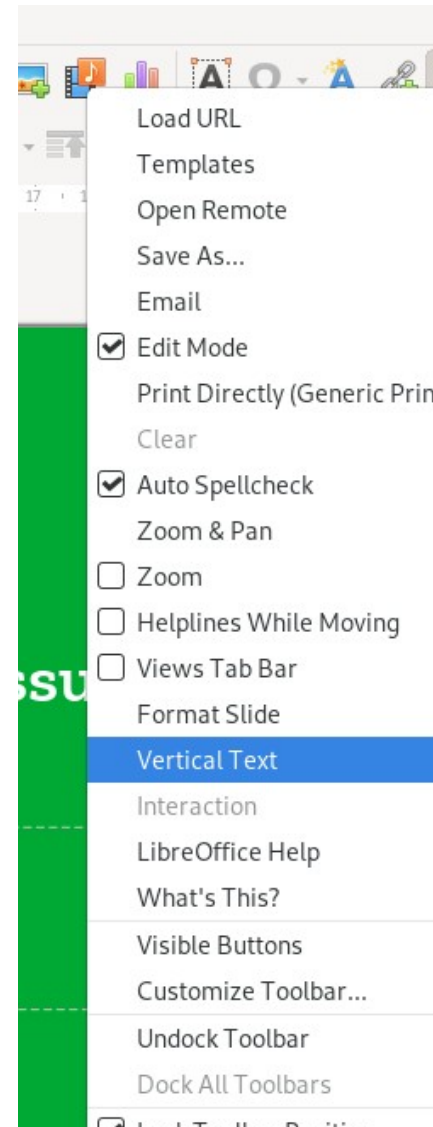 17
Load URL
Templates
Open Remote
Save As...
Email
Edit Mode
Print Directly (Generic Prin
Clear
Auto Spellcheck
Zoom & Pan
Zoom
Helplines While Moving
Views Tab Bar
ssu
Format Slide
Vertical Text
Interaction
LibreOffice Help
What's This?
Visible Buttons
Customize Toolbar...
Undock Toolbar
Dock All Toolbars